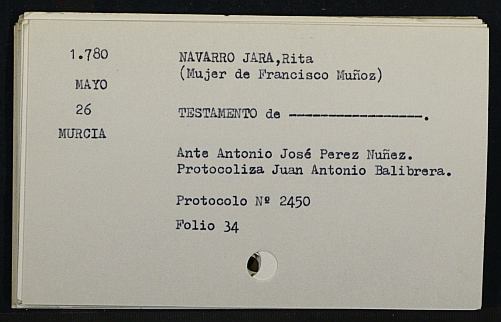 1.780
MAYO
26
MURCIA
NAVARRO JARA,Rita
(Mujer de Francisco Muñoz)
TESTAMENTO de ------------------.
Ante Antonio José Perez Nuñez.
Protocoliza Juan Antonio Balibrera.
Protocolo Nº 2450
Folio 34